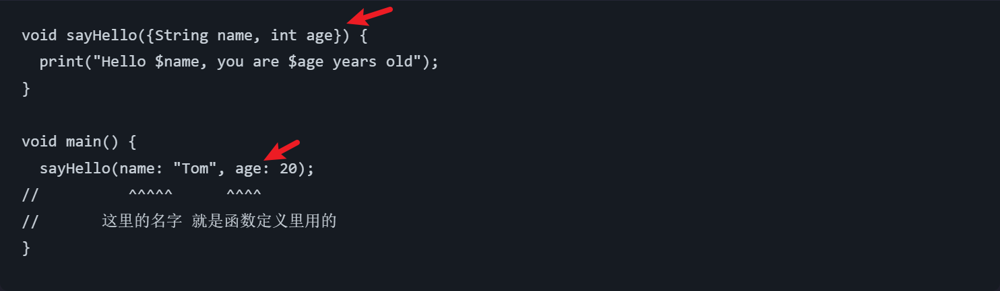 void sayHello({String name, int age}) {
  print("Hello $name, you are $age years old");
}
void main() {
  sayHello(name: "Tom", age: 20);
//          ^^^^^      ^^^^
//       这里的名字 就是函数定义里用的
}